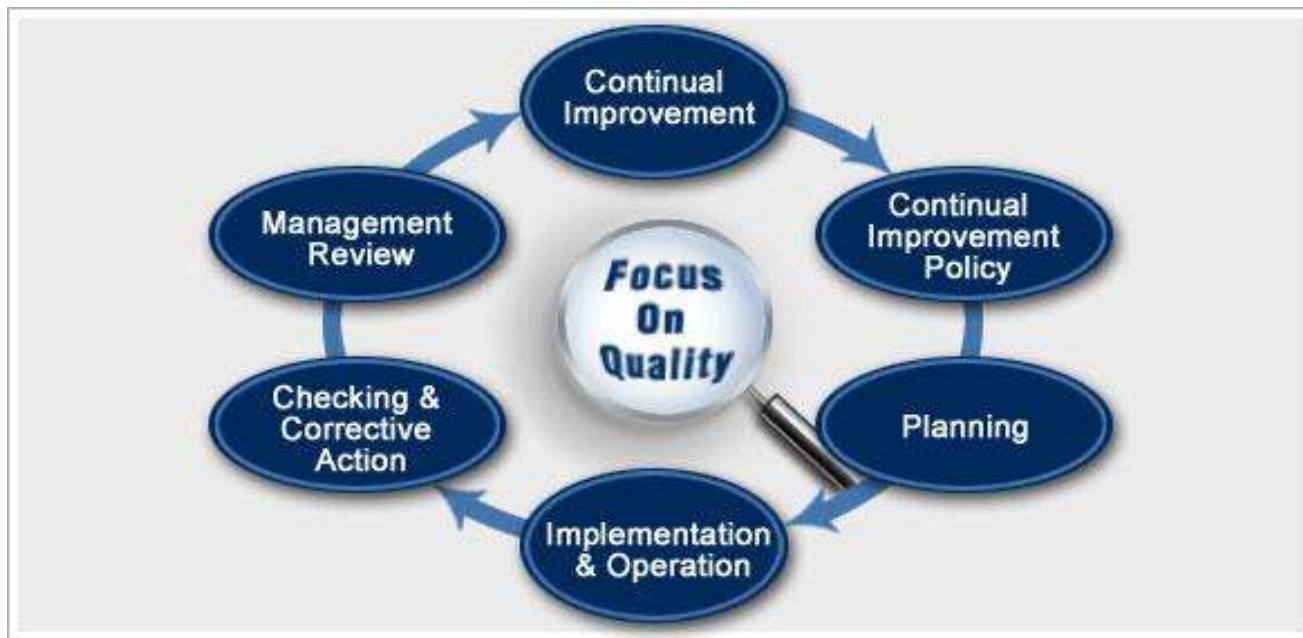 Continual
Improvement
Continual
Improvement
Policy
Planning
Implementation
& Operation
Checking &
Corrective
Action
Management
Review
Focus
On
Quality